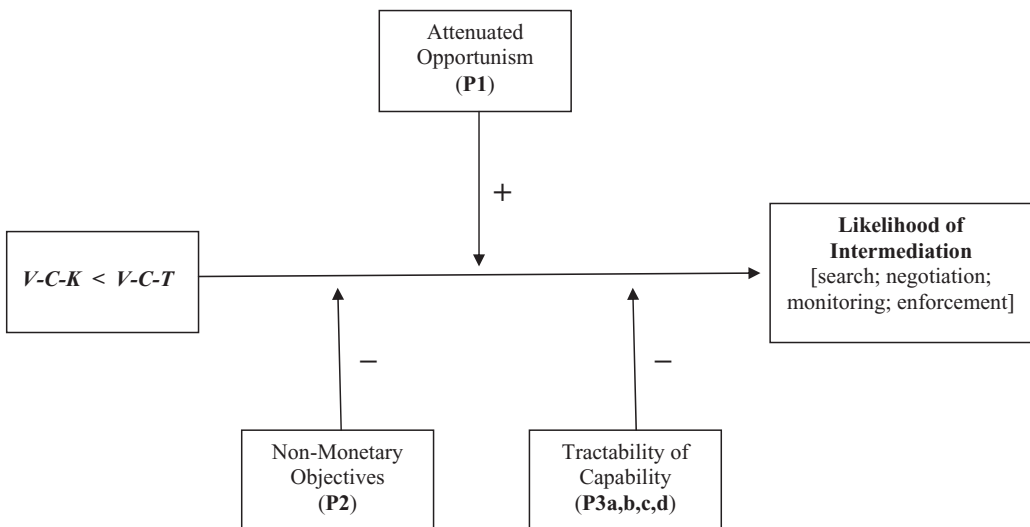 Attenuated
Opportunism
(P1)
+
V-C-K < V-C-T
Likelihood of
Intermediation
[search; negotiation;
monitoring; enforcement]
–
–
Non-Monetary
Objectives
(P2)
Tractability of
Capability
(P3a,b,c,d)